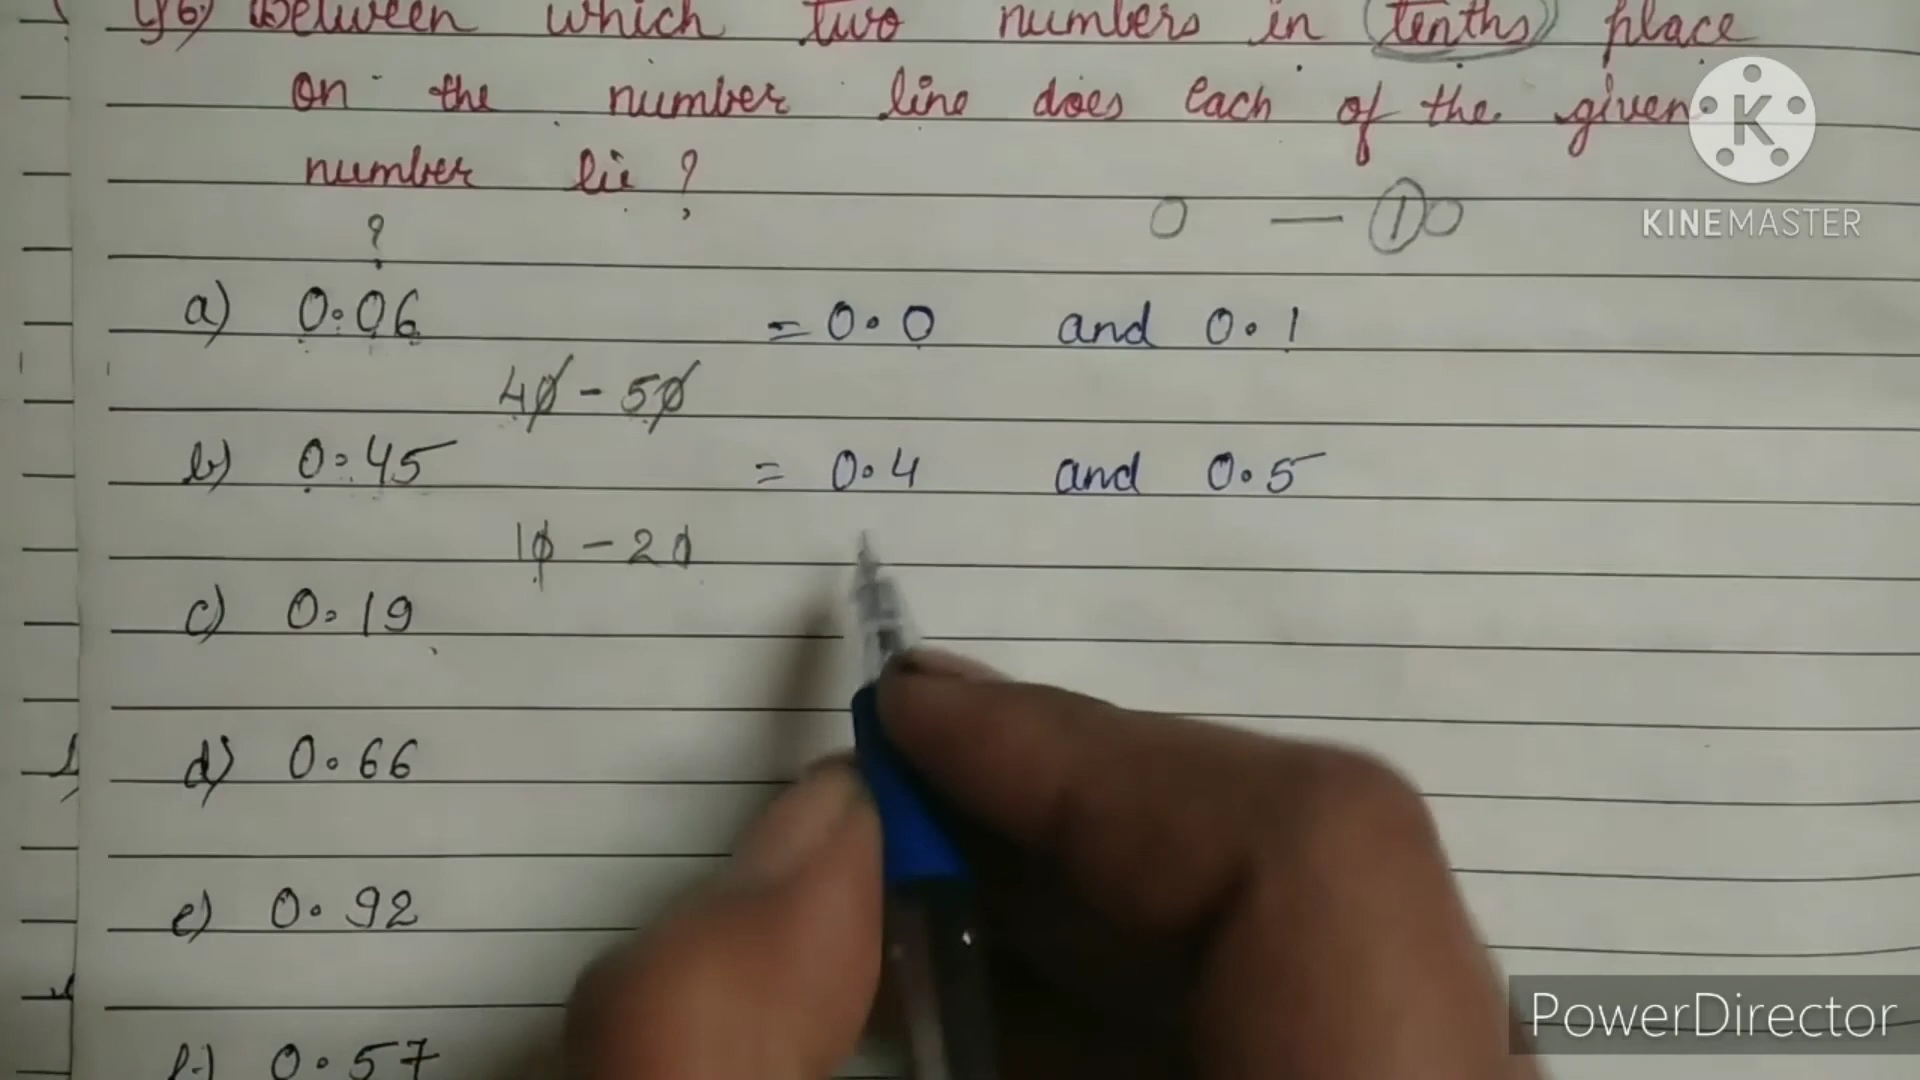 Q6) Between which two numbers in tenths place
on the number line does each of the given
number lie ?
0 — 10
?
a) 0.06 = 0.0 and 0.1
40 - 50
b) 0.45 = 0.4 and 0.5
10 - 20
c) 0.19
d) 0.66
e) 0.92
f) 0.57
K
KINEMASTER
PowerDirector